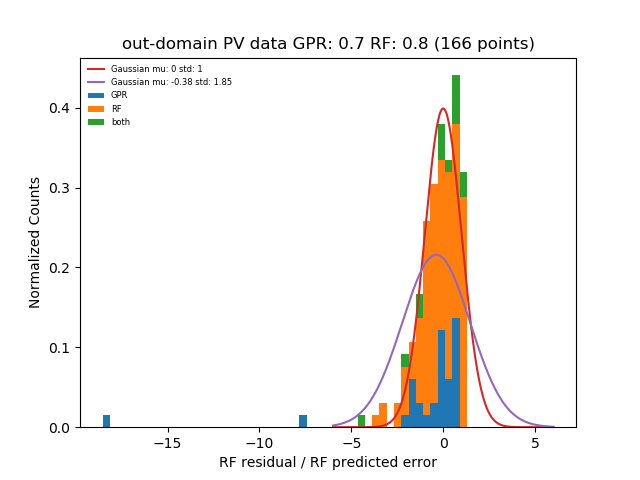 out-domain PV data GPR: 0.7 RF: 0.8 (166 points)
Gaussian mu: 0 std: 1
Gaussian mu: -0.38 std: 1.85
GPR
RF
both
Normalized Counts
0.4
0.3
0.2
0.1
0.0
−15
−10
−5
0
5
RF residual / RF predicted error